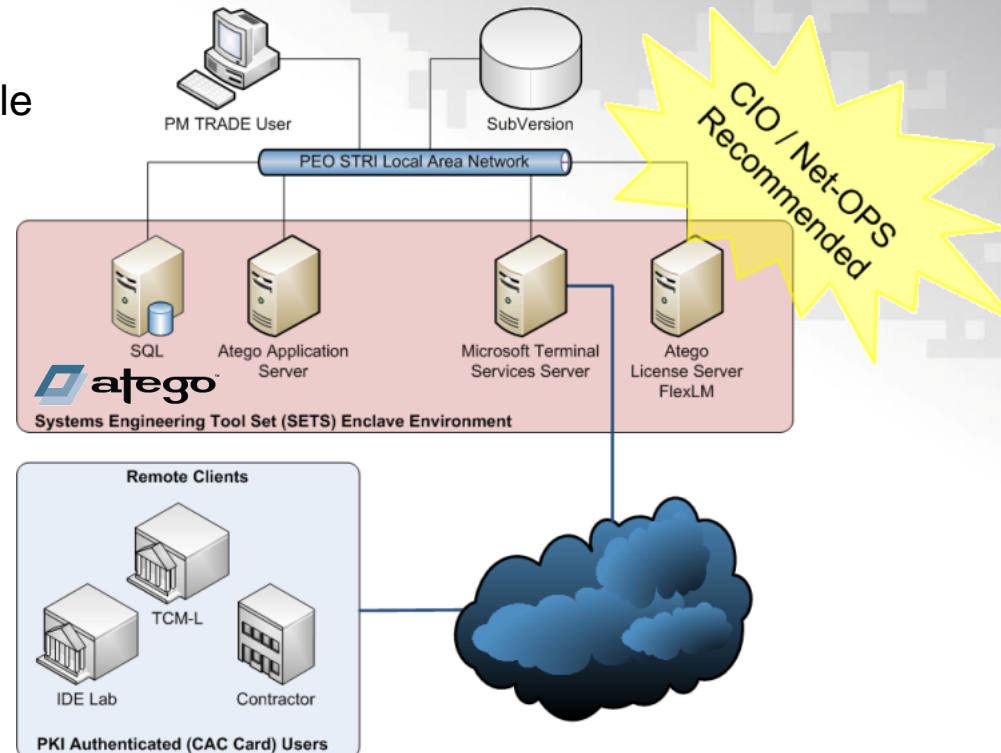 le
PM TRADE User
SubVersion
CIO / Net-OPS
Recommended
PEO STRI Local Area Network
SQL
Atego Application
Server
Microsoft Terminal
Services Server
Atego
License Server
FlexLM
atego
Systems Engineering Tool Set (SETS) Enclave Environment
Remote Clients
TCM-L
IDE Lab
Contractor
PKI Authenticated (CAC Card) Users